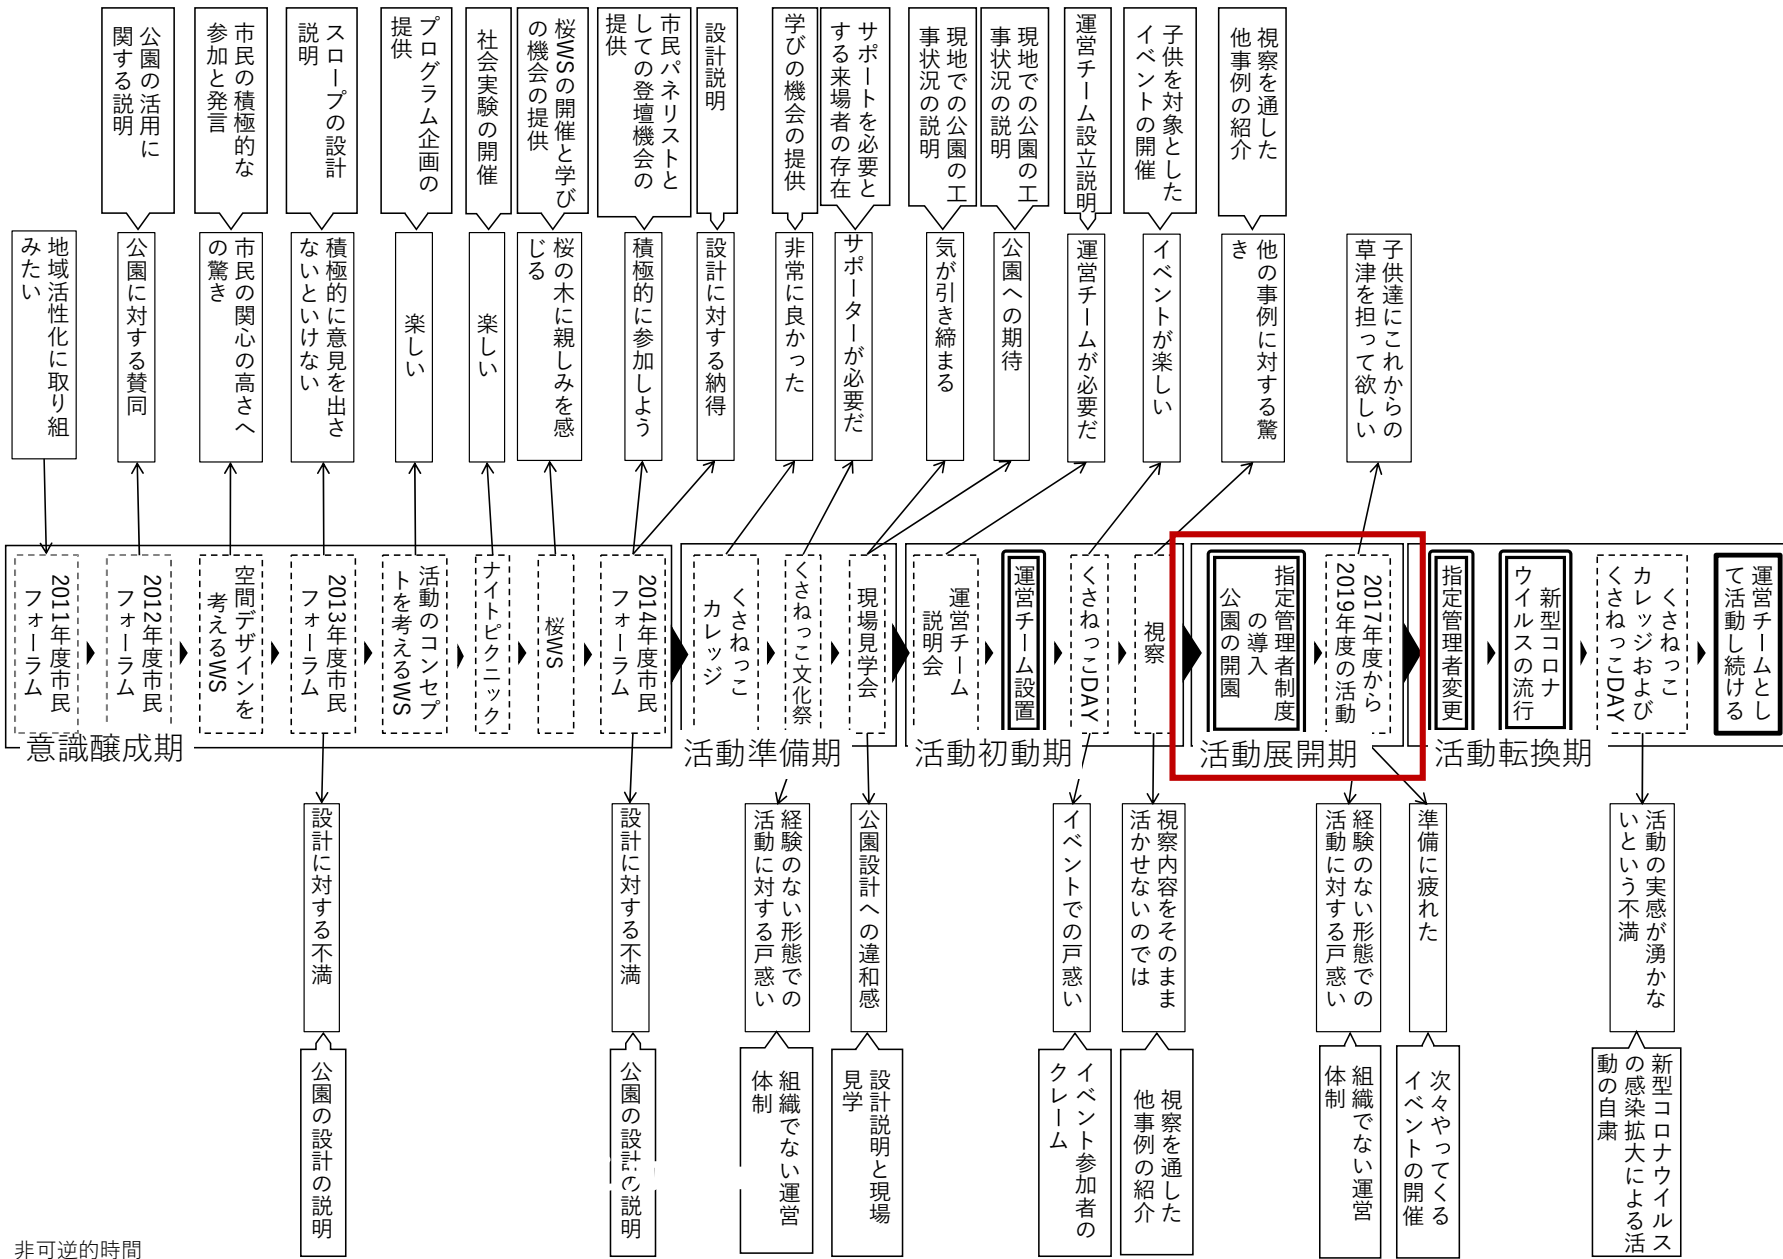 公園の活用に
関する説明
市民の積極的な
参加と発言
スロープの設計
説明
プログラム企画の
提供
社会実験の開催
桜WSの開催と学び
の機会の提供
市民パネリストと
しての登壇機会の
提供
設計説明
学びの機会の提供
サポートを必要と
する来場者の存在
現地での公園の工
事状況の説明
現地での公園の工
事状況の説明
運営チーム設立説明
子供を対象とした
イベントの開催
視察を通した
他事例の紹介
地域活性化に取り組
みたい
公園に対する賛同
市民の関心の高さへ
の驚き
積極的に意見を出さ
ないといけない
楽しい
楽しい
桜の木に親しみを感
じる
積極的に参加しよう
設計に対する納得
非常に良かった
サポーターが必要だ
気が引き締まる
公園への期待
運営チームが必要だ
イベントが楽しい
他の事例に対する驚
き
子供達にこれからの
草津を担って欲しい
2011年度市民
フォーラム
2012年度市民
フォーラム
空間デザインを
考えるWS
2013年度市民
フォーラム
活動のコンセプ
トを考えるWS
ナイトピクニック
桜WS
2014年度市民
フォーラム
くさねっこ
カレッジ
くさねっこ文化祭
現場見学会
運営チーム
説明会
運営チーム設置
くさねっこDAY
視察
指定管理者制度
の導入
公園の開園
2017年度から
2019年度の活動
指定管理者変更
新型コロナ
ウイルスの流行
くさねっこ
カレッジおよび
くさねっこDAY
運営チームとし
て活動し続ける
意識醸成期
活動準備期
活動初動期
活動展開期
活動転換期
設計に対する不満
設計に対する不満
経験のない形態での
活動に対する戸惑い
公園設計への違和感
イベントでの戸惑い
視察内容をそのまま
活かせないのでは
経験のない形態での
活動に対する戸惑い
準備に疲れた
活動の実感が湧かな
いという不満
公園の設計の説明
公園の設計の説明
組織でない運営
体制
設計説明と現場
見学
イベント参加者の
クレーム
視察を通した
他事例の紹介
組織でない運営
体制
次々やってくる
イベントの開催
新型コロナウイルス
の感染拡大による活
動の自粛
非可逆的時間